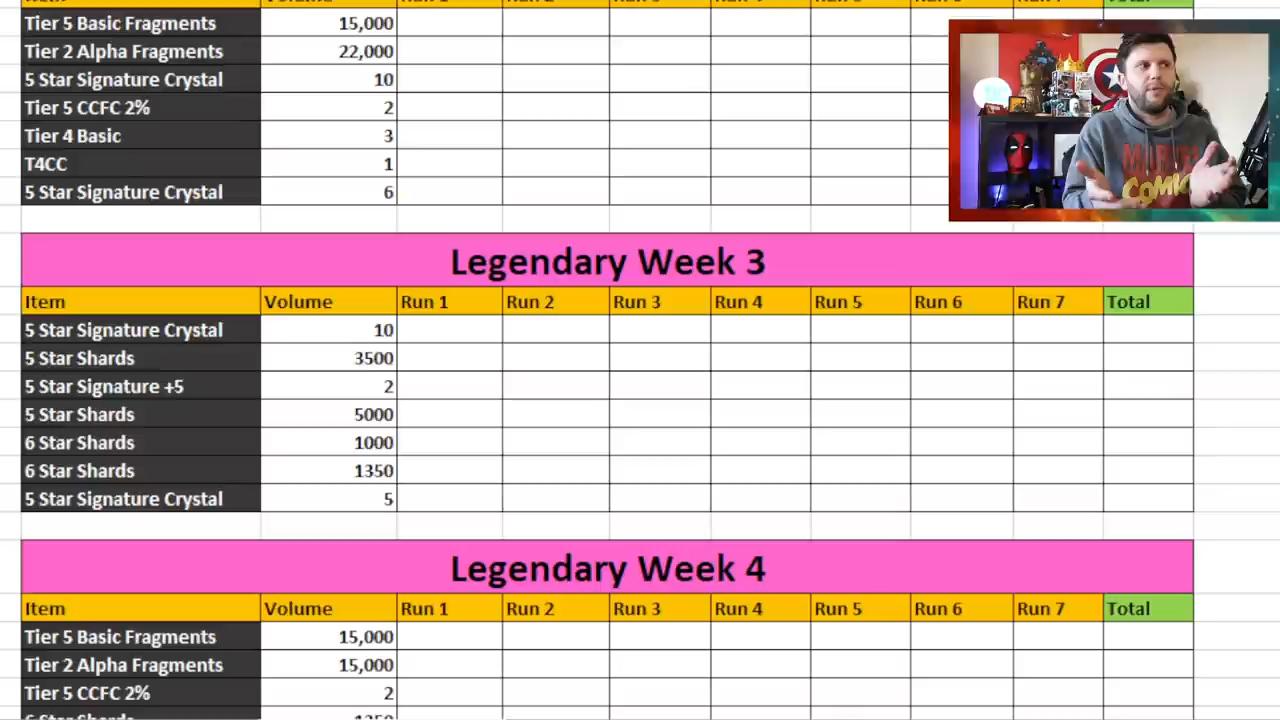 Tier 5 Basic Fragments 15,000
Tier 2 Alpha Fragments 22,000
5 Star Signature Crystal 10
Tier 5 CCFC 2% 2
Tier 4 Basic 3
T4CC 1
5 Star Signature Crystal 6
Legendary Week 3
Item Volume Run 1 Run 2 Run 3 Run 4 Run 5 Run 6 Run 7 Total
5 Star Signature Crystal 10
5 Star Shards 3500
5 Star Signature +5 2
5 Star Shards 5000
6 Star Shards 1000
6 Star Shards 1350
5 Star Signature Crystal 5
Legendary Week 4
Item Volume Run 1 Run 2 Run 3 Run 4 Run 5 Run 6 Run 7 Total
Tier 5 Basic Fragments 15,000
Tier 2 Alpha Fragments 15,000
Tier 5 CCFC 2% 2